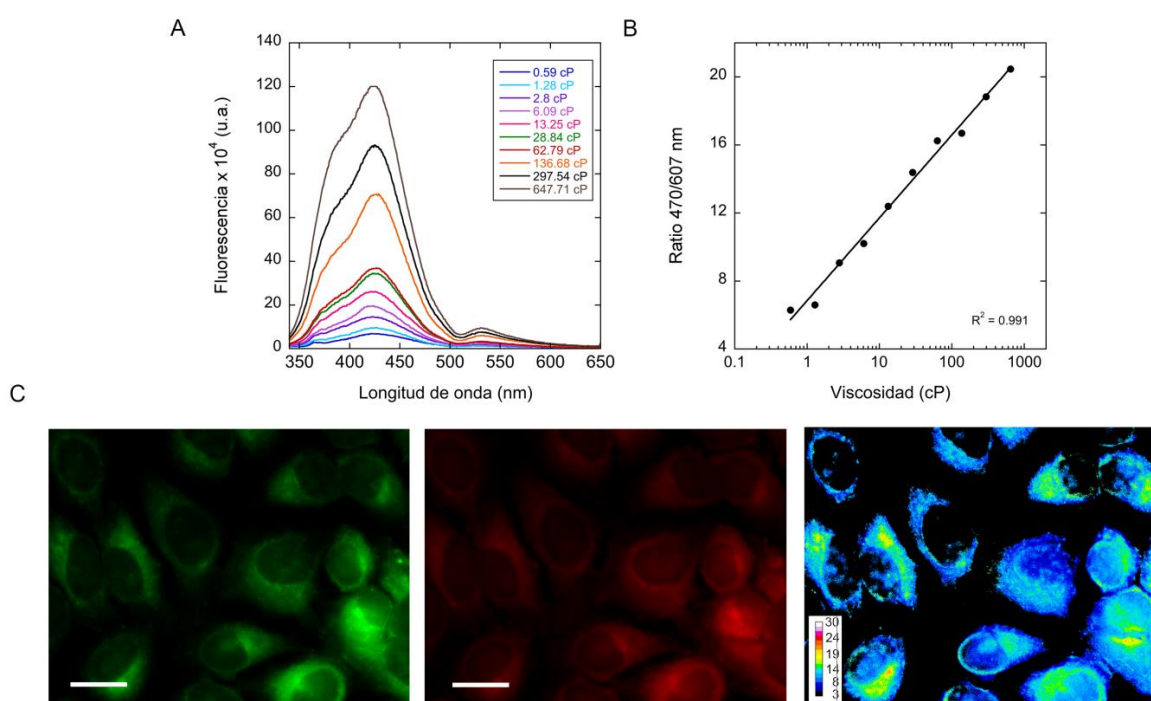 A
Fluorescencia x 10⁴ (u.a.)
140
120
100
80
60
40
20
0
0.59 cP
1.28 cP
2.8 cP
6.09 cP
13.25 cP
28.84 cP
62.79 cP
136.68 cP
297.54 cP
647.71 cP
350 400 450 500 550 600 650
Longitud de onda (nm)
B
Ratio 470/607 nm
20
16
12
8
4
R² = 0.991
0.1 1 10 100 1000
Viscosidad (cP)
C
30
24
19
14
8
3